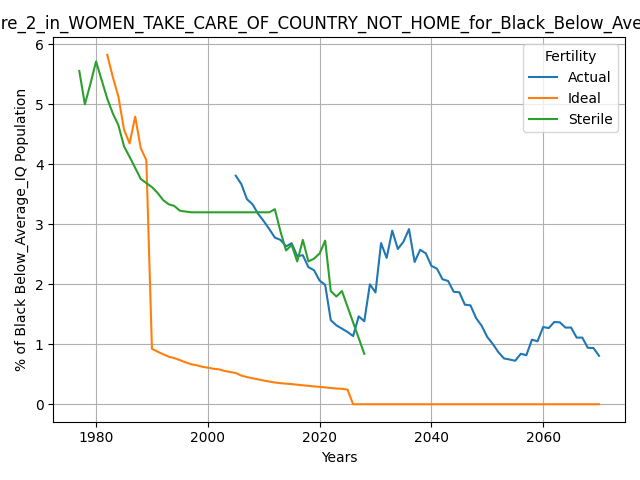 re_2_in_WOMEN_TAKE_CARE_OF_COUNTRY_NOT_HOME_for_Black_Below_Ave
Fertility
Actual
Ideal
Sterile
% of Black Below_Average_IQ Population
6
5
4
3
2
1
0
1980 2000 2020 2040 2060
Years